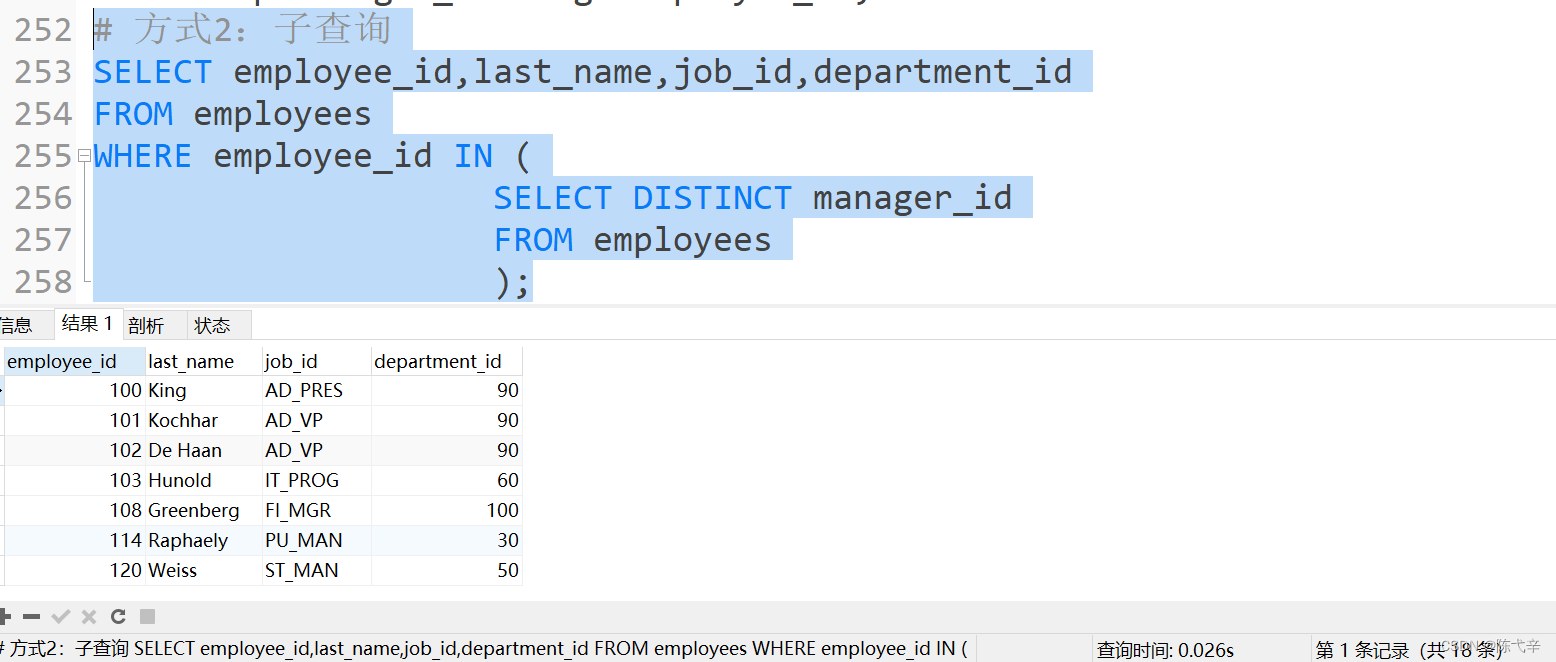 252 # 方式2：子查询
253 SELECT employee_id,last_name,job_id,department_id
254 FROM employees
255 WHERE employee_id IN (
256 SELECT DISTINCT manager_id
257 FROM employees
258 );
信息 结果 1 剖析 状态
employee_id last_name job_id department_id
100 King AD_PRES 90
101 Kochhar AD_VP 90
102 De Haan AD_VP 90
103 Hunold IT_PROG 60
108 Greenberg FI_MGR 100
114 Raphaely PU_MAN 30
120 Weiss ST_MAN 50
# 方式2：子查询 SELECT employee_id,last_name,job_id,department_id FROM employees WHERE employee_id IN ( 查询时间: 0.026s 第 1 条记录（共 18 条）
CSDN @陈弋辛